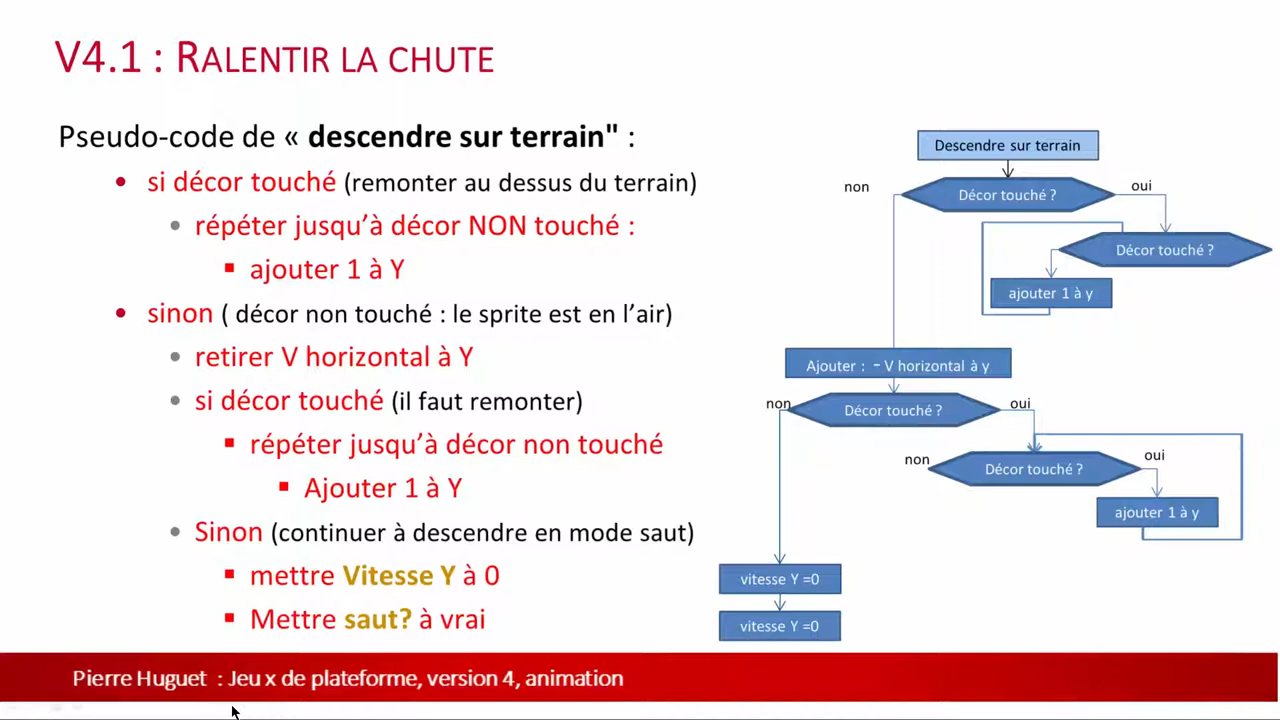 V4.1 : RALENTIR LA CHUTE
Pseudo-code de « descendre sur terrain" :
• si décor touché (remonter au dessus du terrain)
• répéter jusqu’à décor NON touché :
▪ ajouter 1 à Y
• sinon ( décor non touché : le sprite est en l’air)
• retirer V horizontal à Y
• si décor touché (il faut remonter)
▪ répéter jusqu’à décor non touché
▪ Ajouter 1 à Y
• Sinon (continuer à descendre en mode saut)
▪ mettre Vitesse Y à 0
▪ Mettre saut? à vrai
Descendre sur terrain
non
Décor touché ?
oui
Décor touché ?
ajouter 1 à y
Ajouter : - V horizontal à y
non
Décor touché ?
oui
non
Décor touché ?
oui
ajouter 1 à y
vitesse Y =0
vitesse Y =0
Pierre Huguet : Jeu x de plateforme, version 4, animation